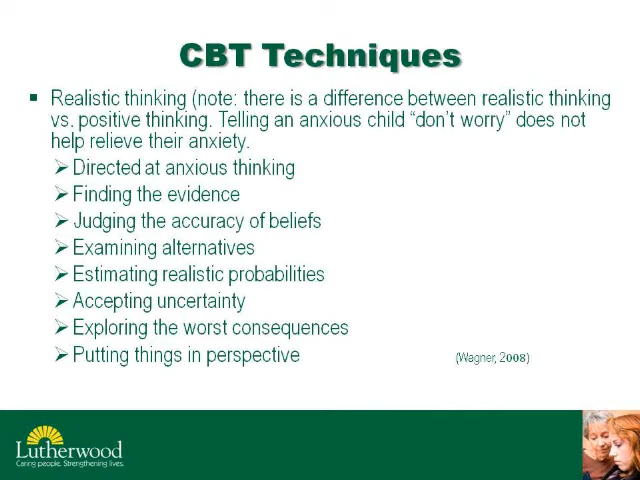 CBT Techniques
▪ Realistic thinking (note: there is a difference between realistic thinking
vs. positive thinking. Telling an anxious child “don’t worry” does not
help relieve their anxiety.
➢ Directed at anxious thinking
➢ Finding the evidence
➢ Judging the accuracy of beliefs
➢ Examining alternatives
➢ Estimating realistic probabilities
➢ Accepting uncertainty
➢ Exploring the worst consequences
➢ Putting things in perspective (Wagner, 2008)
Lutherwood
Caring people. Strengthening lives.